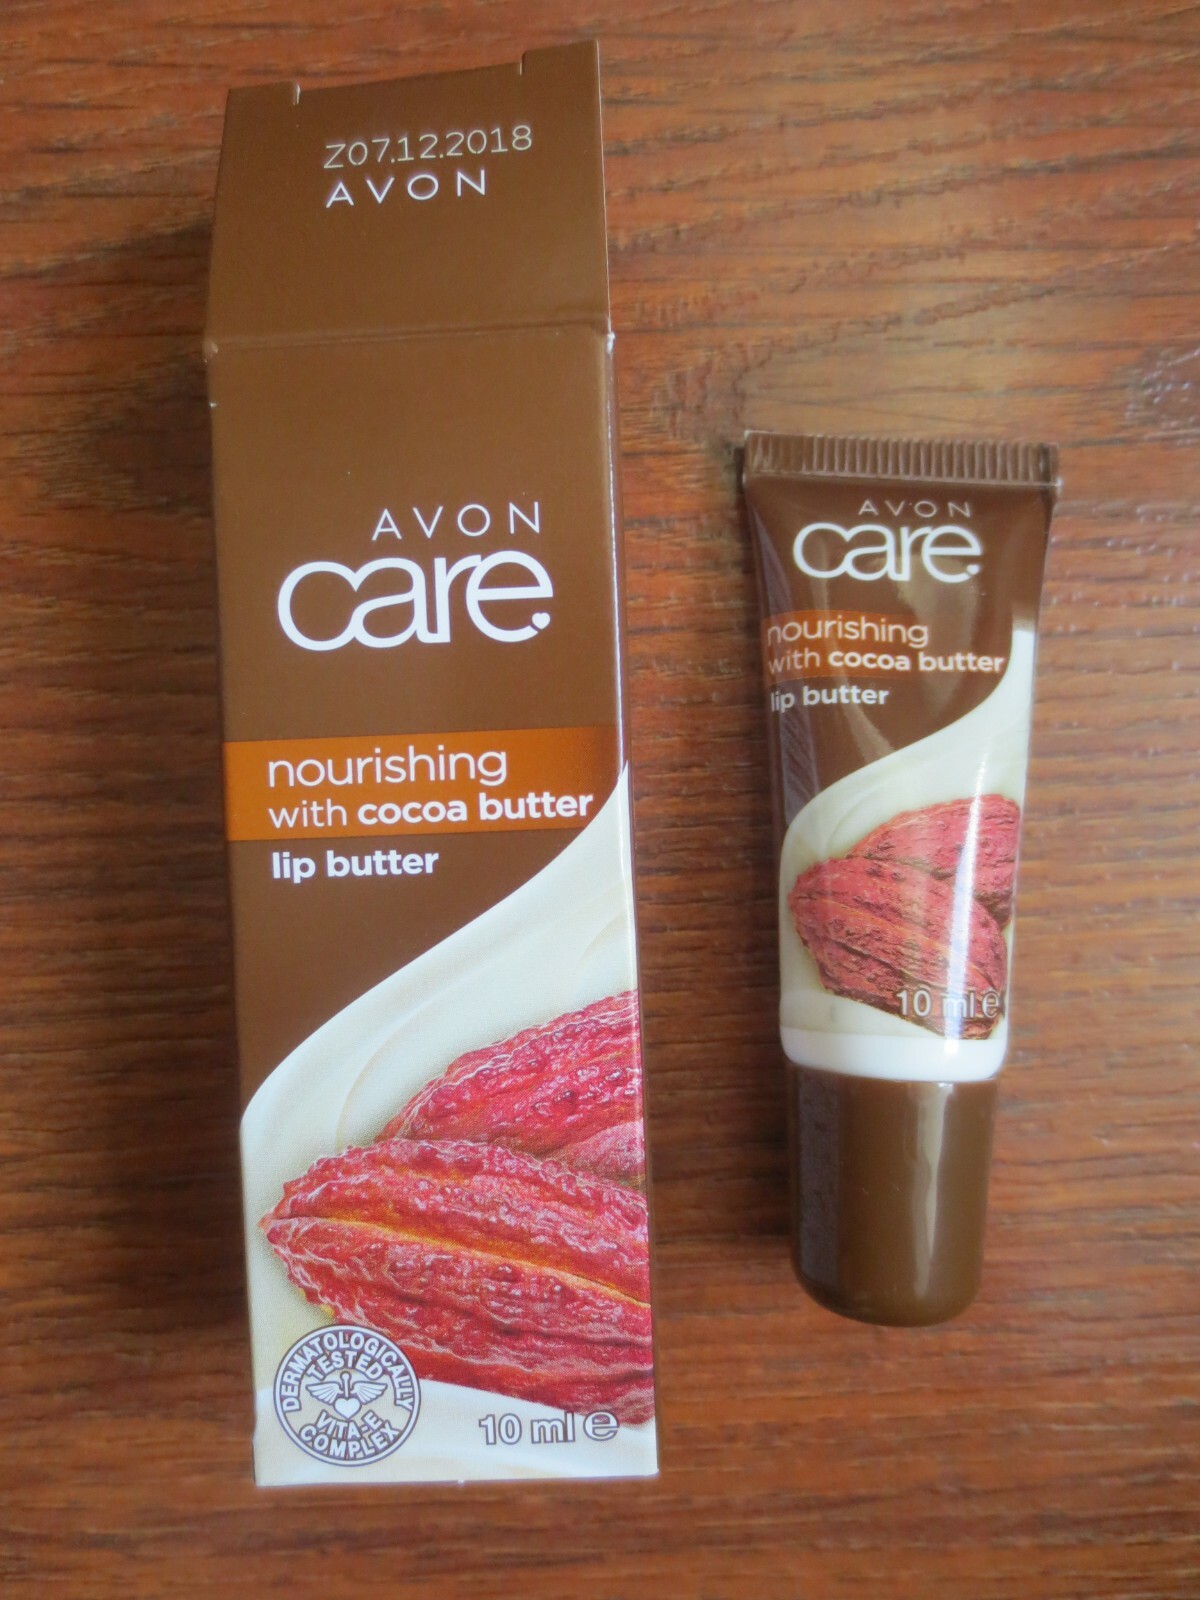 Z07.12.2018
AVON
AVON
care
nourishing
with cocoa butter
lip butter
DERMATOLOGICALLY
TESTED
VITA-E
COMPLEX
10 ml e
AVON
care
nourishing
with cocoa butter
lip butter
10 ml e